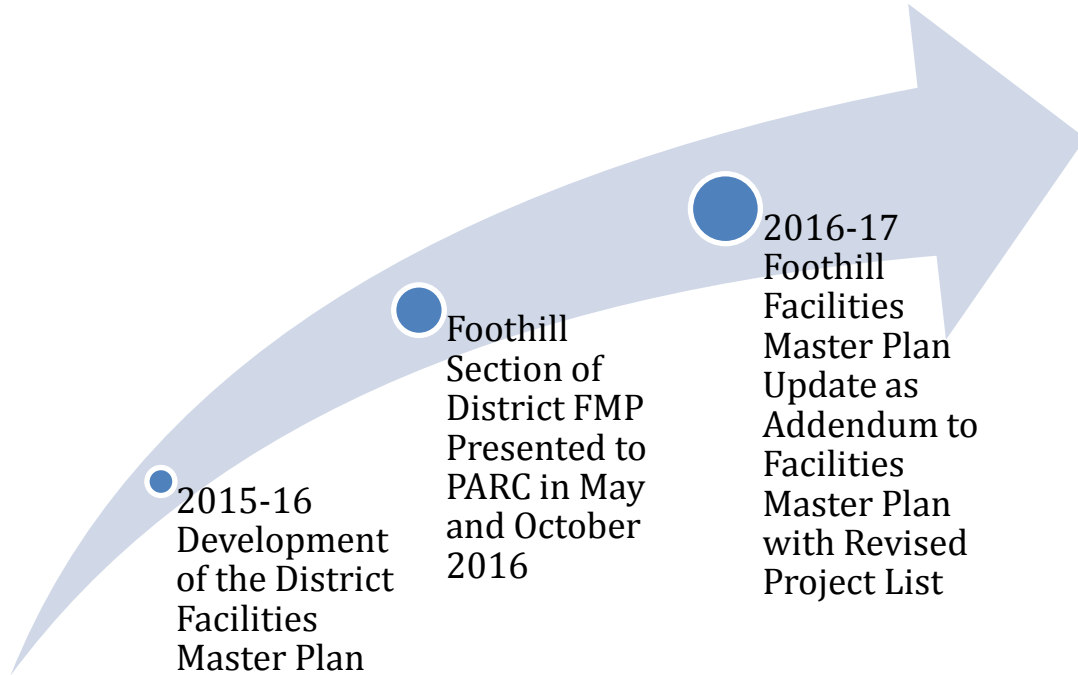 2015-16
Development
of the District
Facilities
Master Plan
Foothill
Section of
District FMP
Presented to
PARC in May
and October
2016
2016-17
Foothill
Facilities
Master Plan
Update as
Addendum to
Facilities
Master Plan
with Revised
Project List